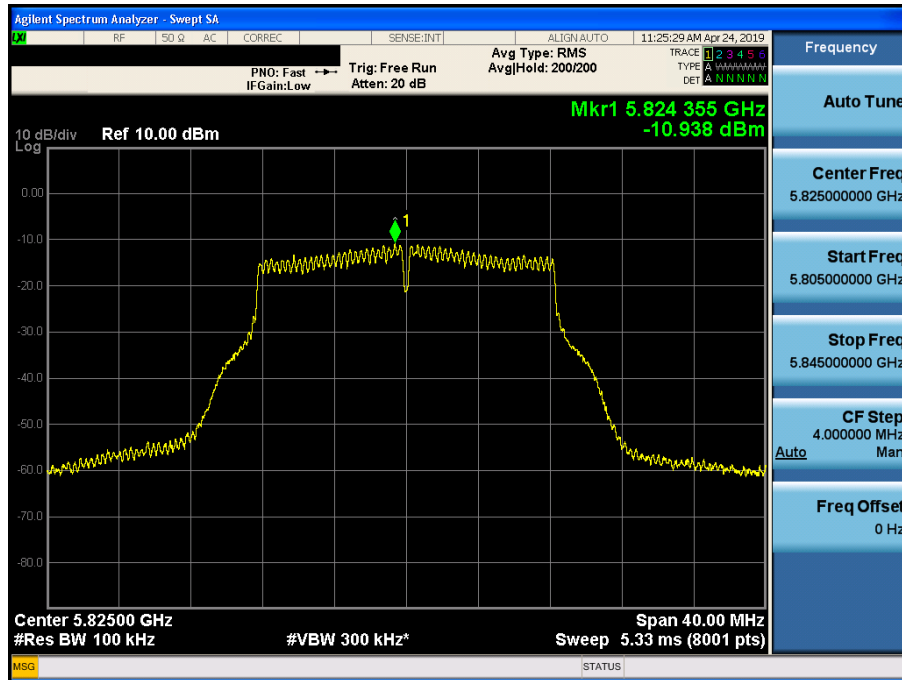 Agilent Spectrum Analyzer - Swept SA
LXI RF 50 Ω AC CORREC SENSE:INT ALIGN AUTO 11:25:29 AM Apr 24, 2019
PNO: Fast Trig: Free Run Avg Type: RMS TRACE 1 2 3 4 5 6
IFGain:Low Atten: 20 dB Avg|Hold: 200/200 TYPE A WWWWW
DET A N N N N N
Mkr1 5.824 355 GHz
-10.938 dBm
10 dB/div Ref 10.00 dBm
Log
0.00
1
-10.0
-20.0
-30.0
-40.0
-50.0
-60.0
-70.0
-80.0
Center 5.82500 GHz Span 40.00 MHz
#Res BW 100 kHz #VBW 300 kHz* Sweep 5.33 ms (8001 pts)
MSG STATUS
Frequency
Auto Tune
Center Freq
5.825000000 GHz
Start Freq
5.805000000 GHz
Stop Freq
5.845000000 GHz
CF Step
4.000000 MHz
Auto Man
Freq Offset
0 Hz